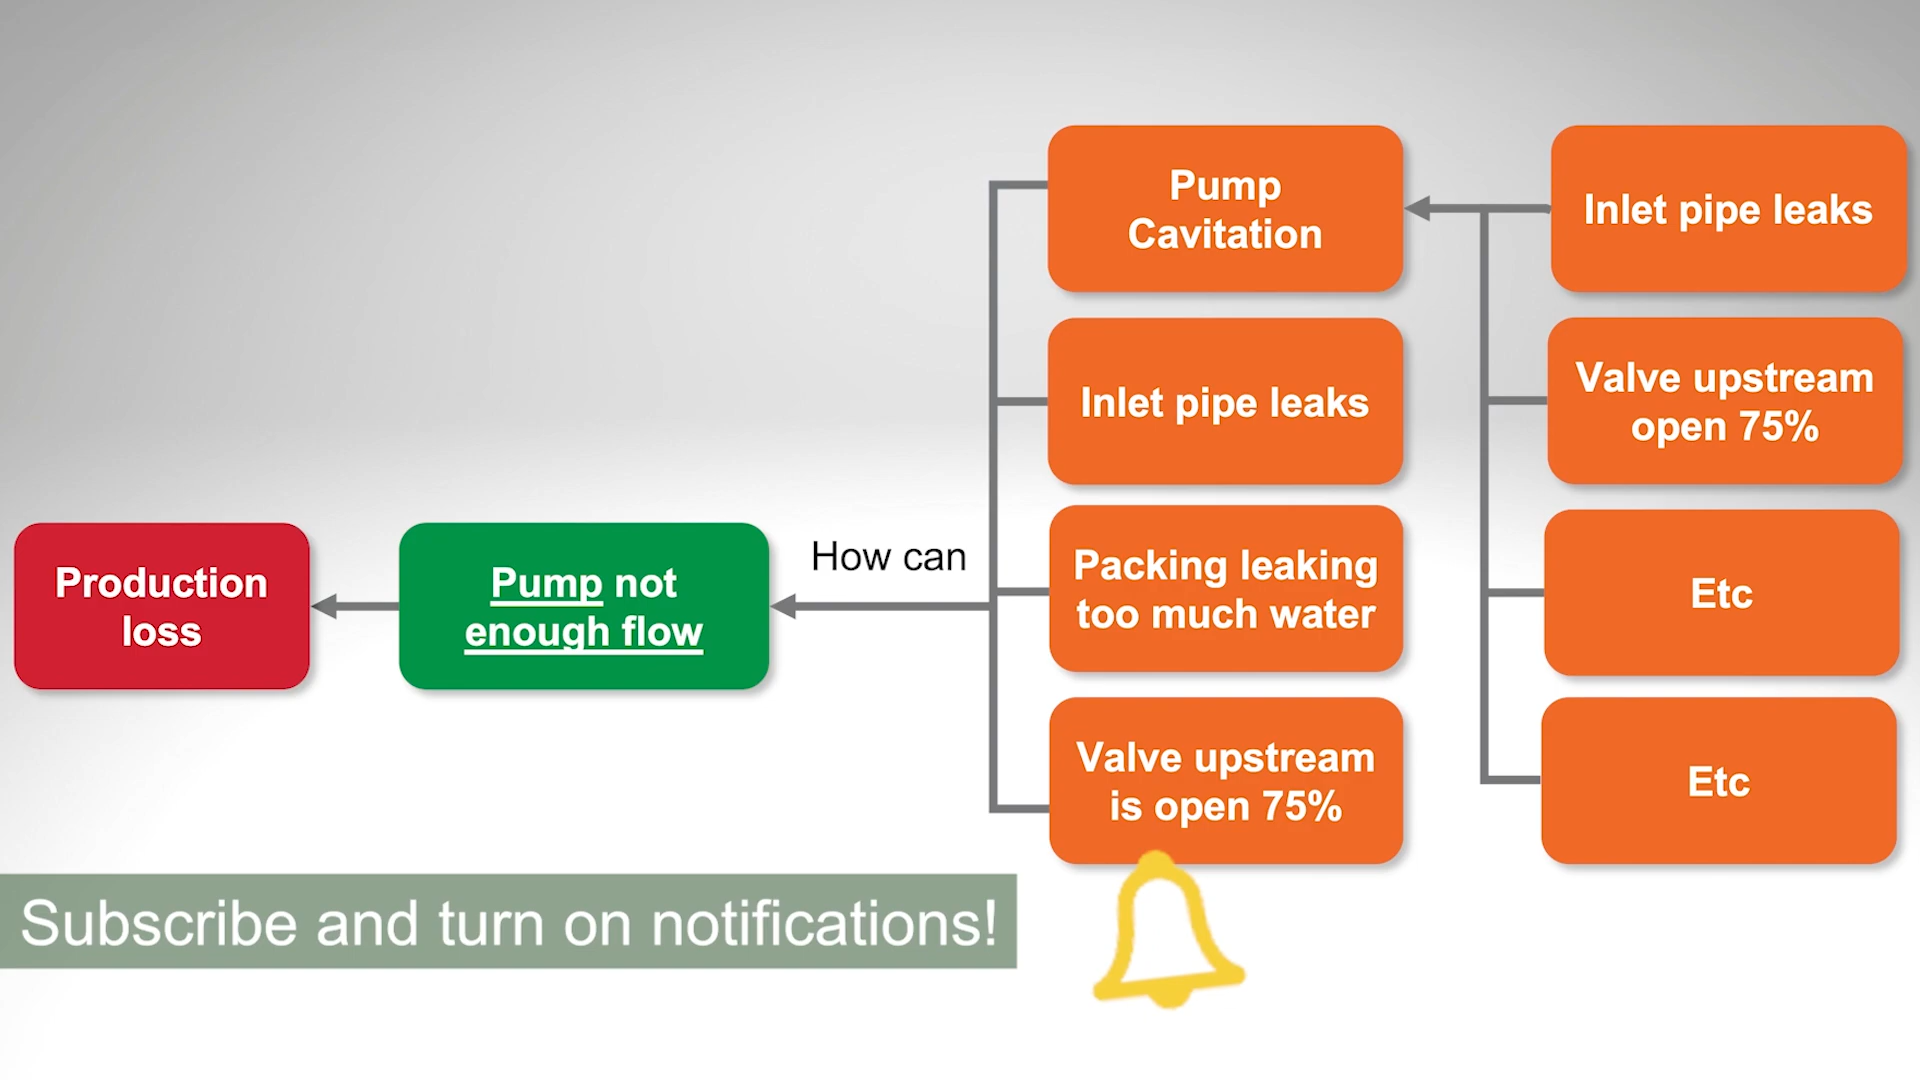 Pump
Cavitation
Inlet pipe leaks
Inlet pipe leaks
Valve upstream
open 75%
Production
loss
Pump not
enough flow
How can
Packing leaking
too much water
Etc
Valve upstream
is open 75%
Etc
Subscribe and turn on notifications!